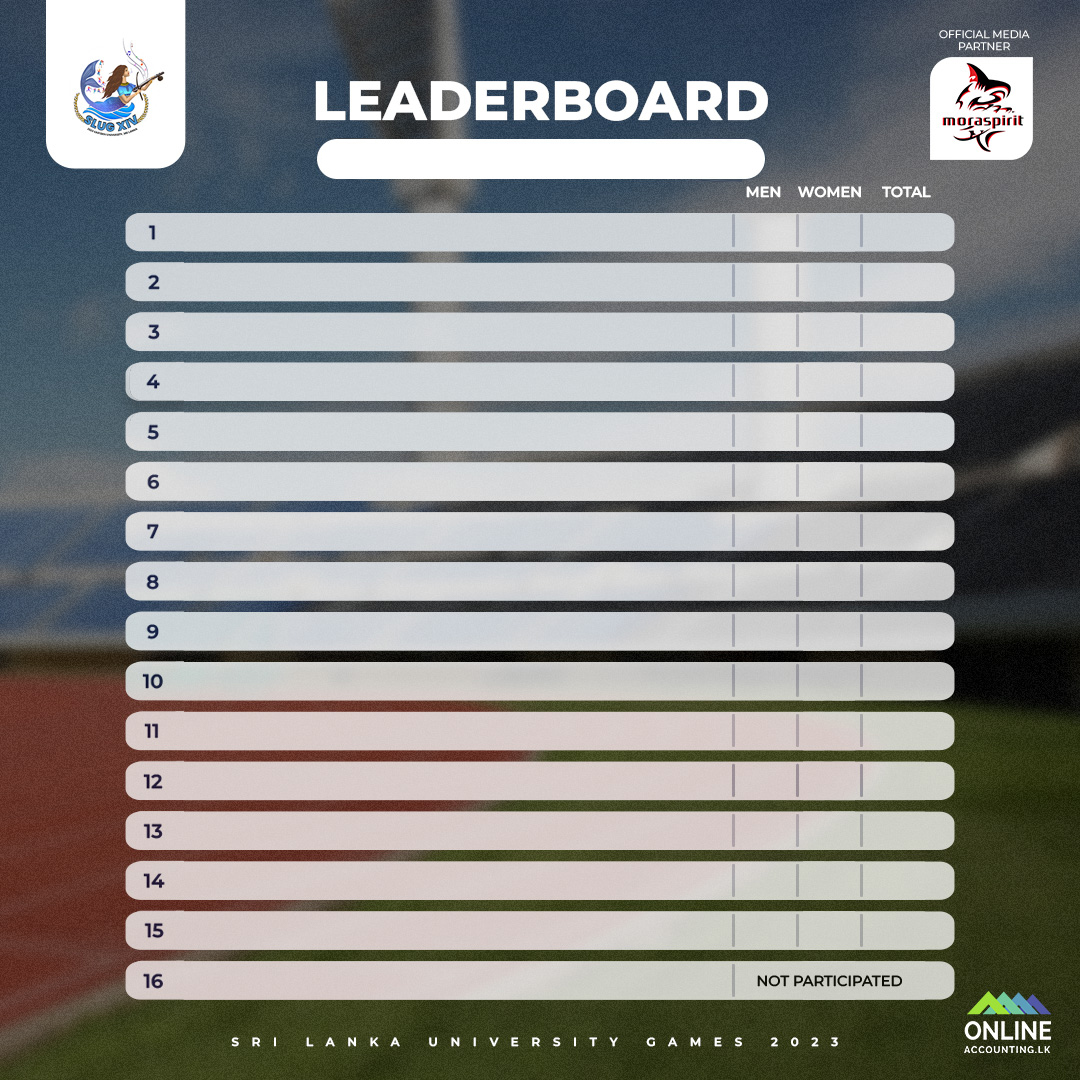 OFFICIAL MEDIA
PARTNER
SLUG XIV
moraspirit
LEADERBOARD
MEN WOMEN TOTAL
1
2
3
4
5
6
7
8
9
10
11
12
13
14
15
16 NOT PARTICIPATED
SRI LANKA UNIVERSITY GAMES 2023
ONLINE
ACCOUNTING.LK